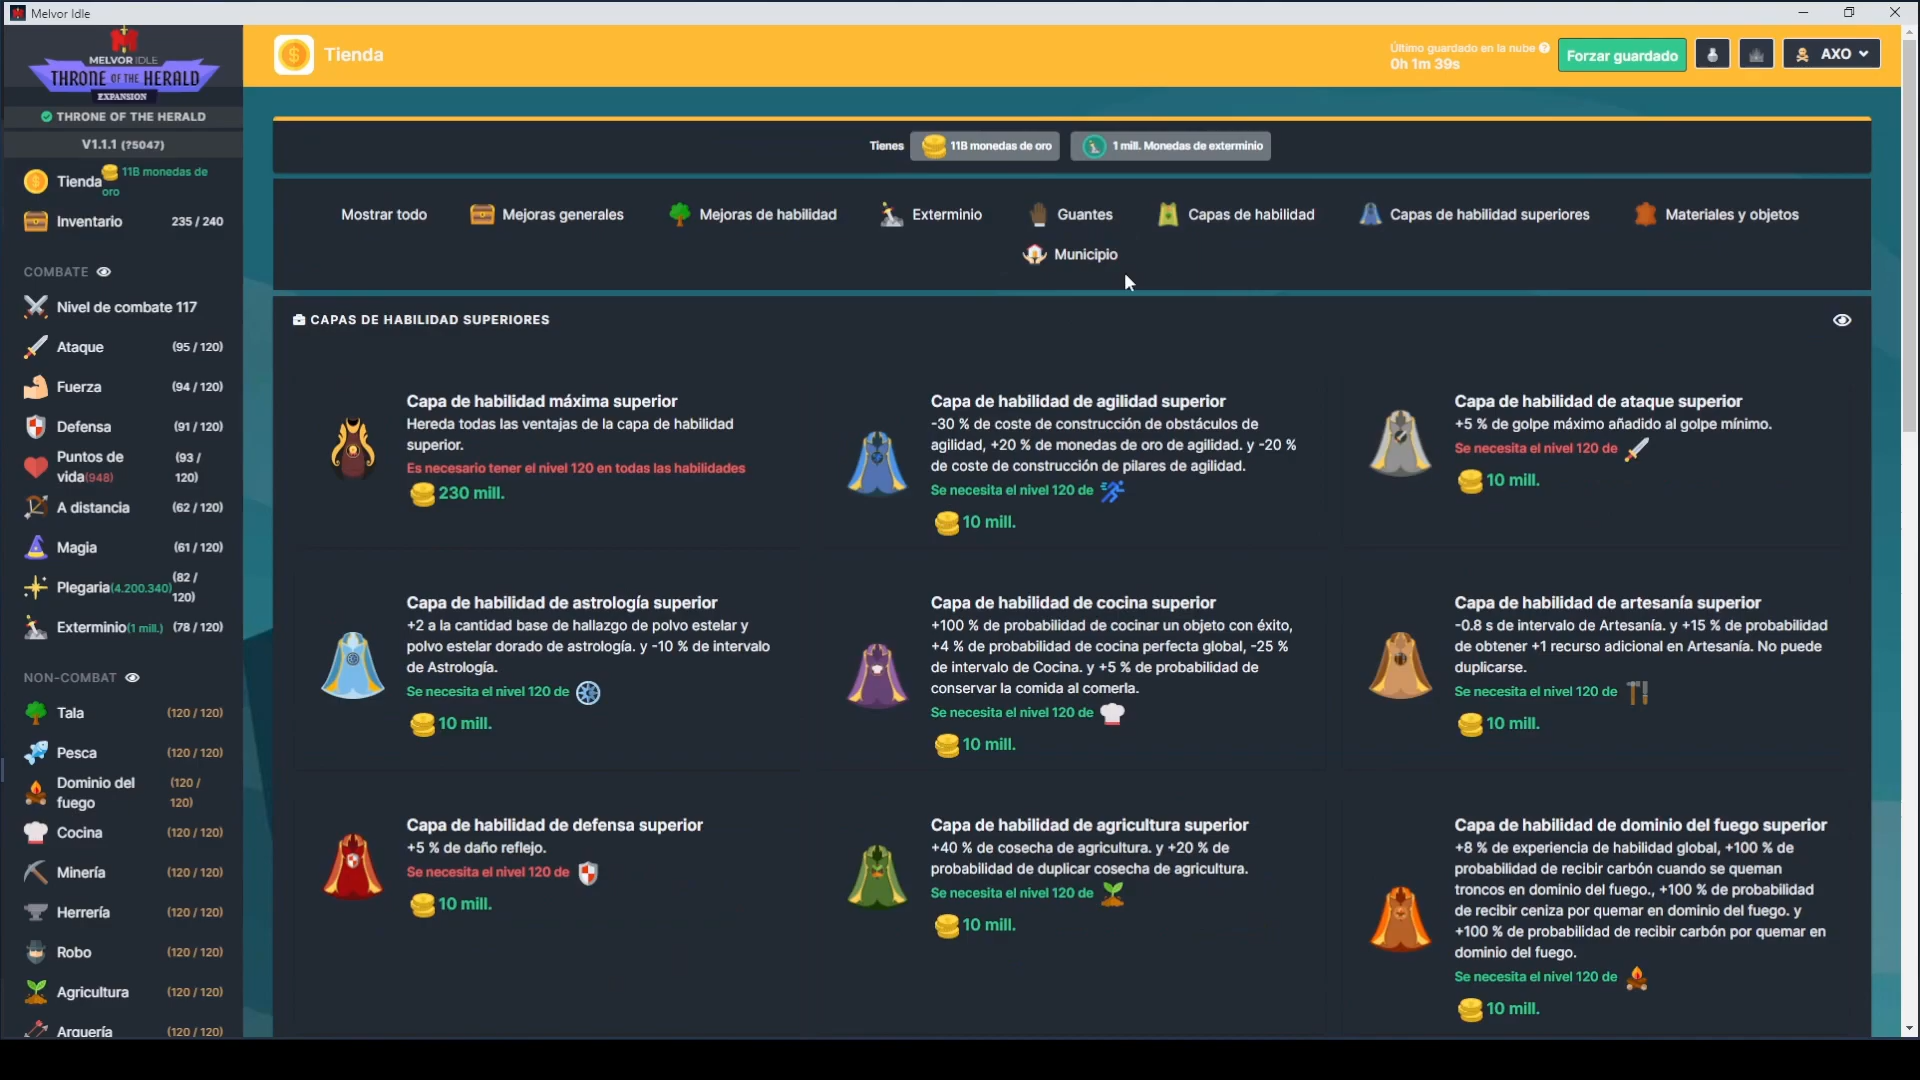 Melvor Idle
MELVOR IDLE
THRONE OF THE HERALD
EXPANSION
THRONE OF THE HERALD
V1.1.1 (?5047)
Tienda 11B monedas de
oro
Inventario 235 / 240
COMBATE
Nivel de combate 117
Ataque (95 / 120)
Fuerza (94 / 120)
Defensa (91 / 120)
Puntos de (93 /
vida(948) 120)
A distancia (62 / 120)
Magia (61 / 120)
Plegaria(4.200.340) (82 /
120)
Exterminio(1 mill.) (78 / 120)
NON-COMBAT
Tala (120 / 120)
Pesca (120 / 120)
Dominio del (120 /
fuego 120)
Cocina (120 / 120)
Minería (120 / 120)
Herrería (120 / 120)
Robo (120 / 120)
Agricultura (120 / 120)
Arquería (120 / 120)
Tienda
Último guardado en la nube
0h 1m 39s
Forzar guardado
AXO
Tienes 11B monedas de oro 1 mill. Monedas de exterminio
Mostrar todo Mejoras generales Mejoras de habilidad Exterminio Guantes Capas de habilidad Capas de habilidad superiores Materiales y objetos
Municipio
CAPAS DE HABILIDAD SUPERIORES
Capa de habilidad máxima superior
Hereda todas las ventajas de la capa de habilidad
superior.
Es necesario tener el nivel 120 en todas las habilidades
230 mill.
Capa de habilidad de agilidad superior
-30 % de coste de construcción de obstáculos de
agilidad, +20 % de monedas de oro de agilidad. y -20 %
de coste de construcción de pilares de agilidad.
Se necesita el nivel 120 de
10 mill.
Capa de habilidad de ataque superior
+5 % de golpe máximo añadido al golpe mínimo.
Se necesita el nivel 120 de
10 mill.
Capa de habilidad de astrología superior
+2 a la cantidad base de hallazgo de polvo estelar y
polvo estelar dorado de astrología. y -10 % de intervalo
de Astrología.
Se necesita el nivel 120 de
10 mill.
Capa de habilidad de cocina superior
+100 % de probabilidad de cocinar un objeto con éxito,
+4 % de probabilidad de cocina perfecta global, -25 %
de intervalo de Cocina. y +5 % de probabilidad de
conservar la comida al comerla.
Se necesita el nivel 120 de
10 mill.
Capa de habilidad de artesanía superior
-0.8 s de intervalo de Artesanía. y +15 % de probabilidad
de obtener +1 recurso adicional en Artesanía. No puede
duplicarse.
Se necesita el nivel 120 de
10 mill.
Capa de habilidad de defensa superior
+5 % de daño reflejo.
Se necesita el nivel 120 de
10 mill.
Capa de habilidad de agricultura superior
+40 % de cosecha de agricultura. y +20 % de
probabilidad de duplicar cosecha de agricultura.
Se necesita el nivel 120 de
10 mill.
Capa de habilidad de dominio del fuego superior
+8 % de experiencia de habilidad global, +100 % de
probabilidad de recibir carbón cuando se queman
troncos en dominio del fuego., +100 % de probabilidad
de recibir ceniza por quemar en dominio del fuego. y
+100 % de probabilidad de recibir carbón por quemar en
dominio del fuego.
Se necesita el nivel 120 de
10 mill.